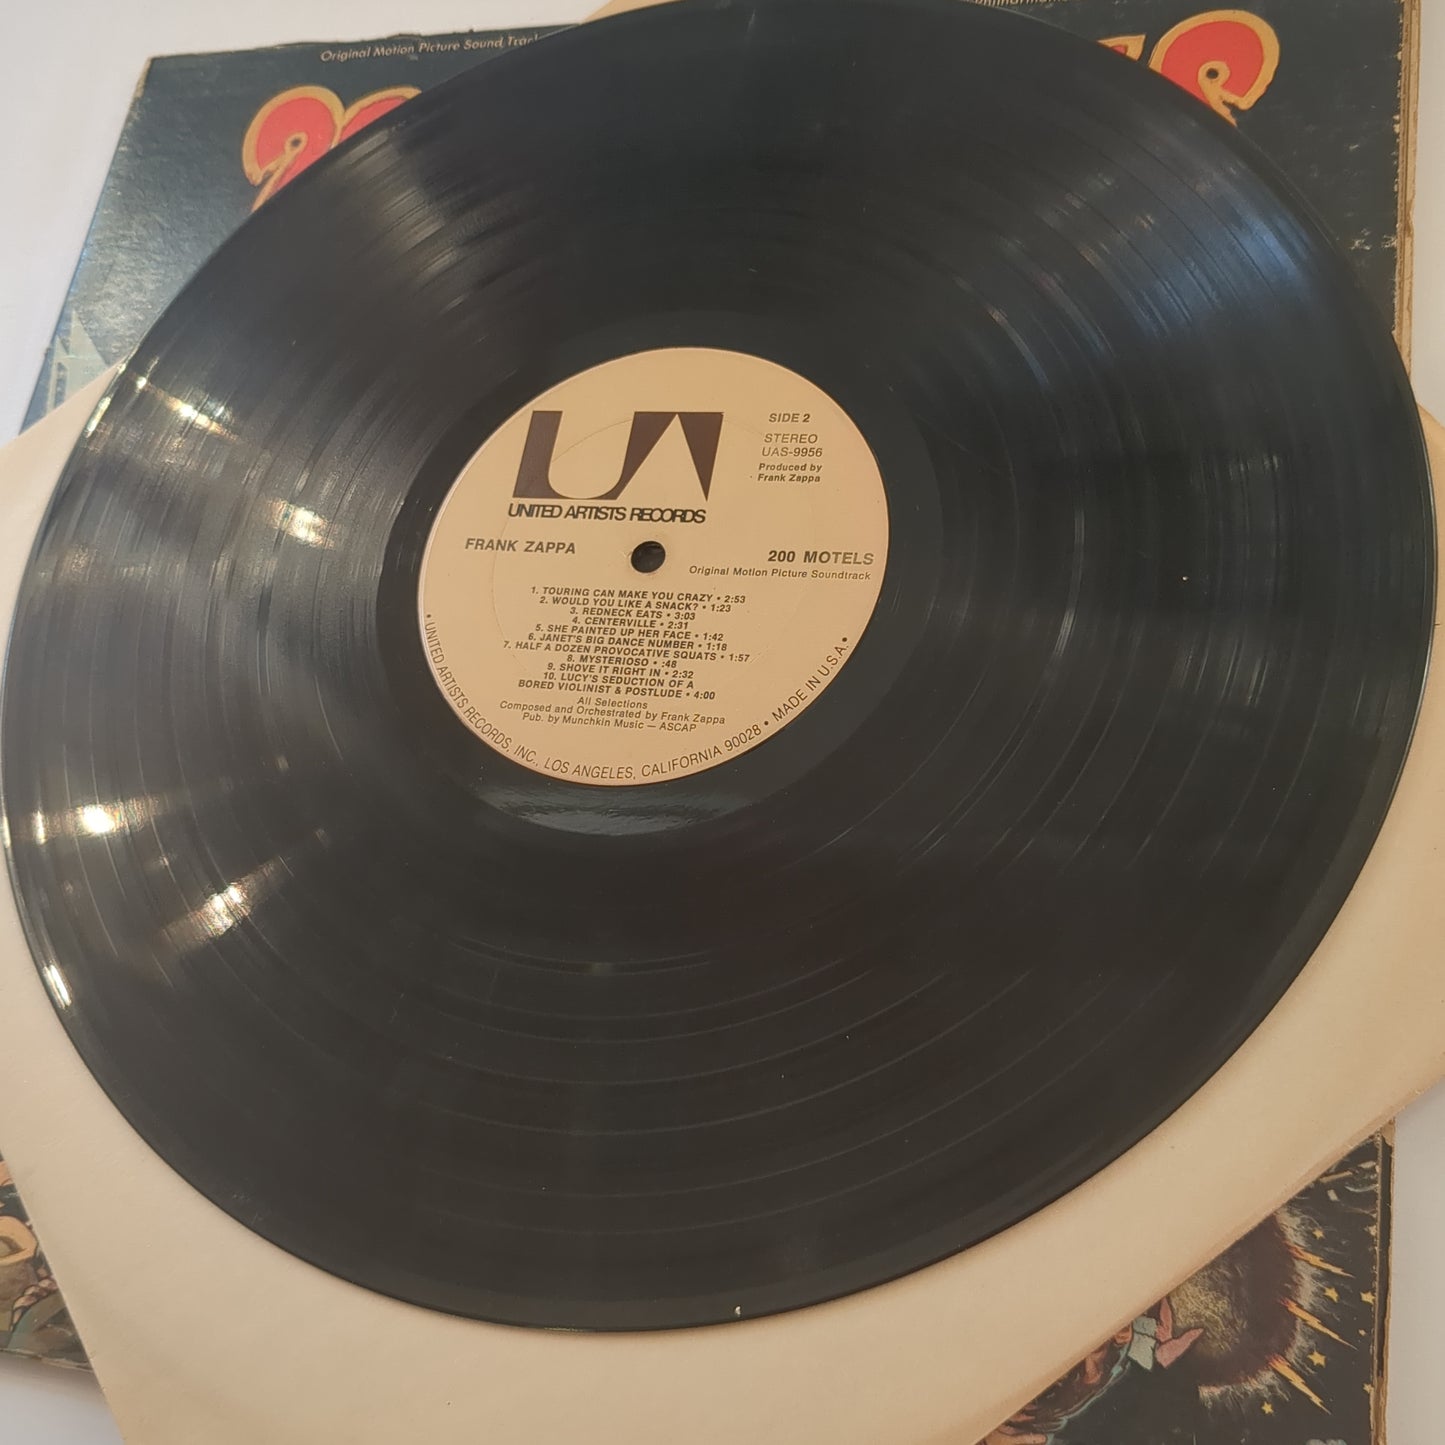 Original Motion Picture Sound
UA
UNITED ARTISTS RECORDS
SIDE 2
STEREO
UAS-9956
Produced by
Frank Zappa
FRANK ZAPPA
200 MOTELS
Original Motion Picture Soundtrack
1. TOURING CAN MAKE YOU CRAZY • 2:53
2. WOULD YOU LIKE A SNACK? • 1:23
3. REDNECK EATS • 3:03
4. CENTERVILLE • 2:31
5. SHE PAINTED UP HER FACE • 1:42
6. JANET'S BIG DANCE NUMBER • 1:18
7. HALF A DOZEN PROVOCATIVE SQUATS • 1:57
8. MYSTERIOSO • :48
9. SHOVE IT RIGHT IN • 2:32
10. LUCY'S SEDUCTION OF A
BORED VIOLINIST & POSTLUDE • 4:00
All Selections
Composed and Orchestrated by Frank Zappa
Pub. by Munchkin Music — ASCAP
• UNITED ARTISTS RECORDS, INC., LOS ANGELES, CALIFORNIA 90028 • MADE IN U.S.A. •